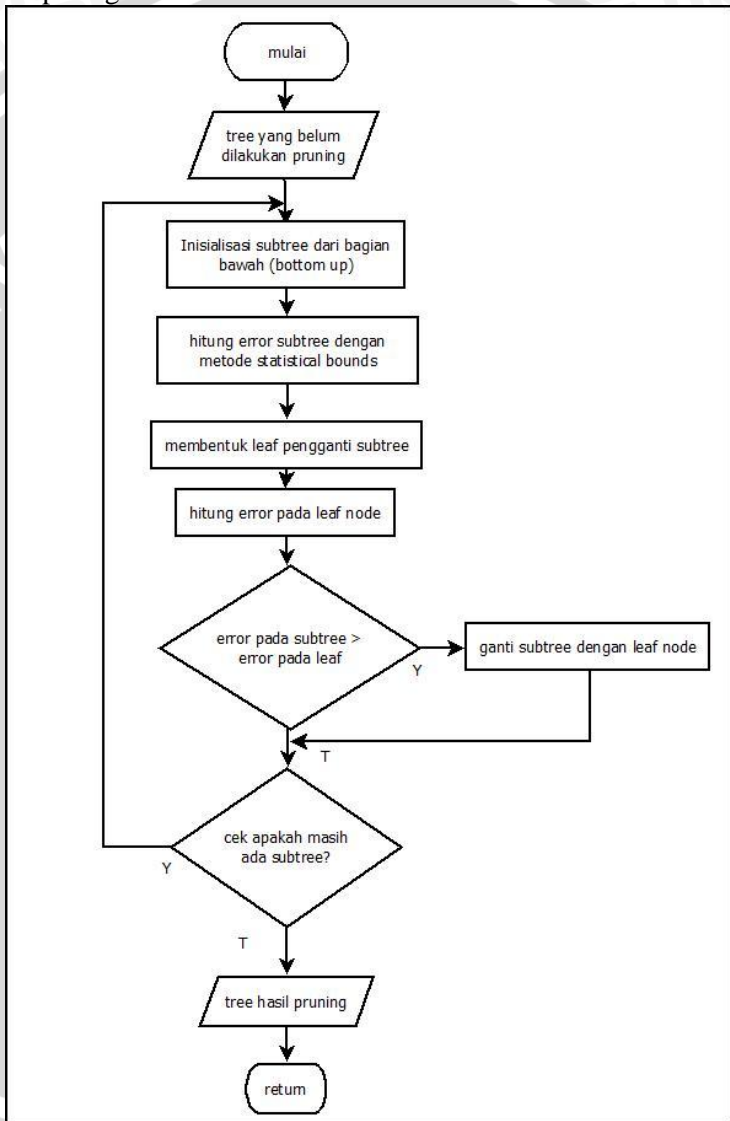 mulai
tree yang belum
dilakukan pruning
Inisialisasi subtree dari bagian
bawah (bottom up)
hitung error subtree dengan
metode statistical bounds
membentuk leaf pengganti subtree
hitung error pada leaf node
error pada subtree >
error pada leaf
Y
ganti subtree dengan leaf node
T
cek apakah masih
ada subtree?
Y
T
tree hasil pruning
return